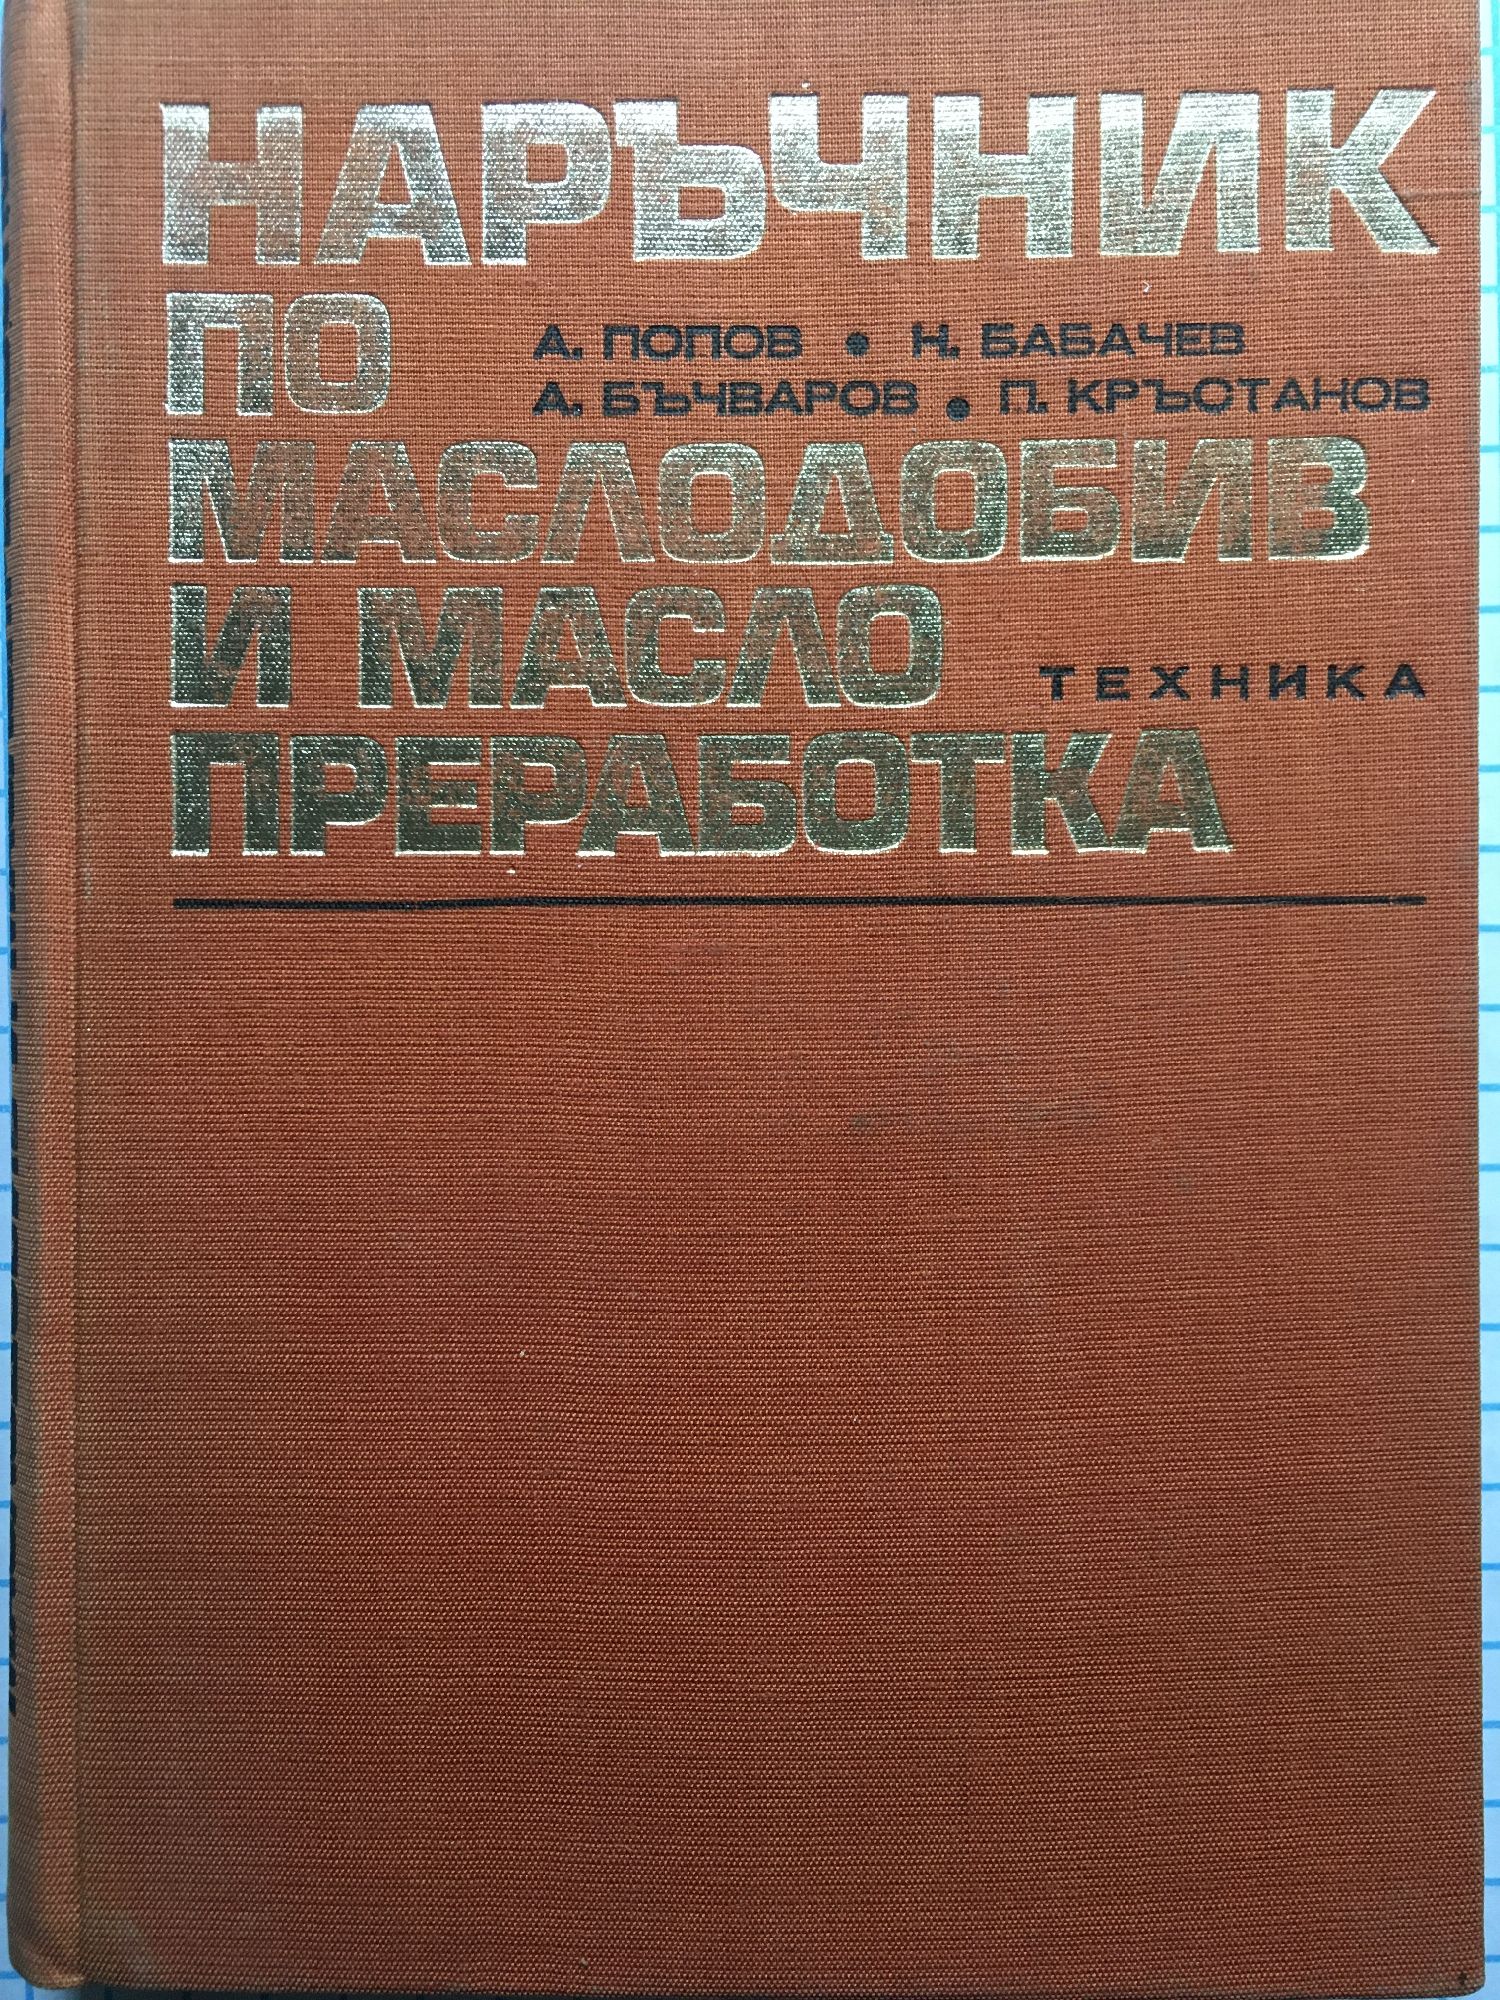 НАРЪЧНИК
ПО
А. ПОПОВ • Н. БАБАЧЕВ
А. БЪЧВАРОВ • П. КРЪСТАНОВ
МАСЛОДОБИВ
И МАСЛО
ТЕХНИКА
ПРЕРАБОТКА